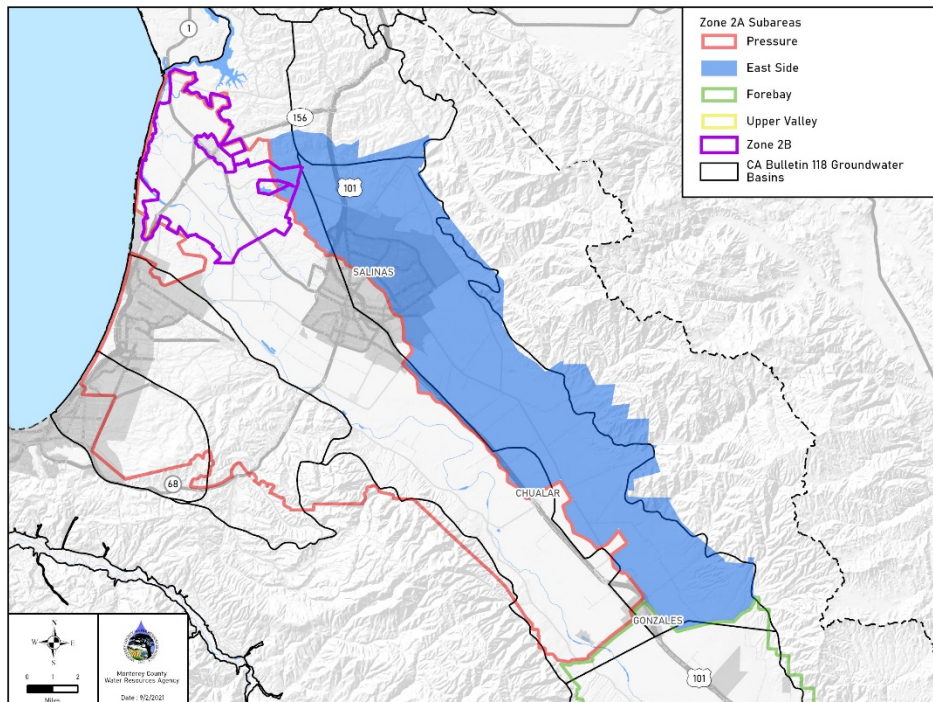 Zone 2A Subareas
Pressure
East Side
Forebay
Upper Valley
Zone 2B
CA Bulletin 118 Groundwater
Basins
1
156
101
SALINAS
68
CHUALAR
GONZALES
101
N
W E
S
0 1 2
Miles
Monterey County
Water Resources Agency
Date : 9/2/2021